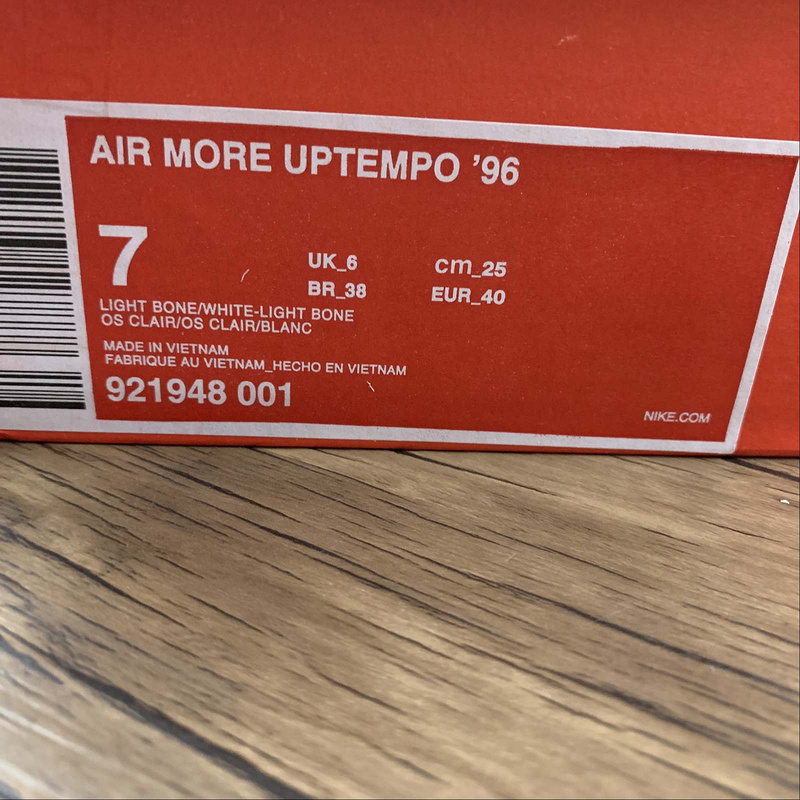 AIR MORE UPTEMPO ’96
7
UK_6 cm_25
BR_38 EUR_40
LIGHT BONE/WHITE-LIGHT BONE
OS CLAIR/OS CLAIR/BLANC
MADE IN VIETNAM
FABRIQUE AU VIETNAM_HECHO EN VIETNAM
921948 001
NIKE.COM